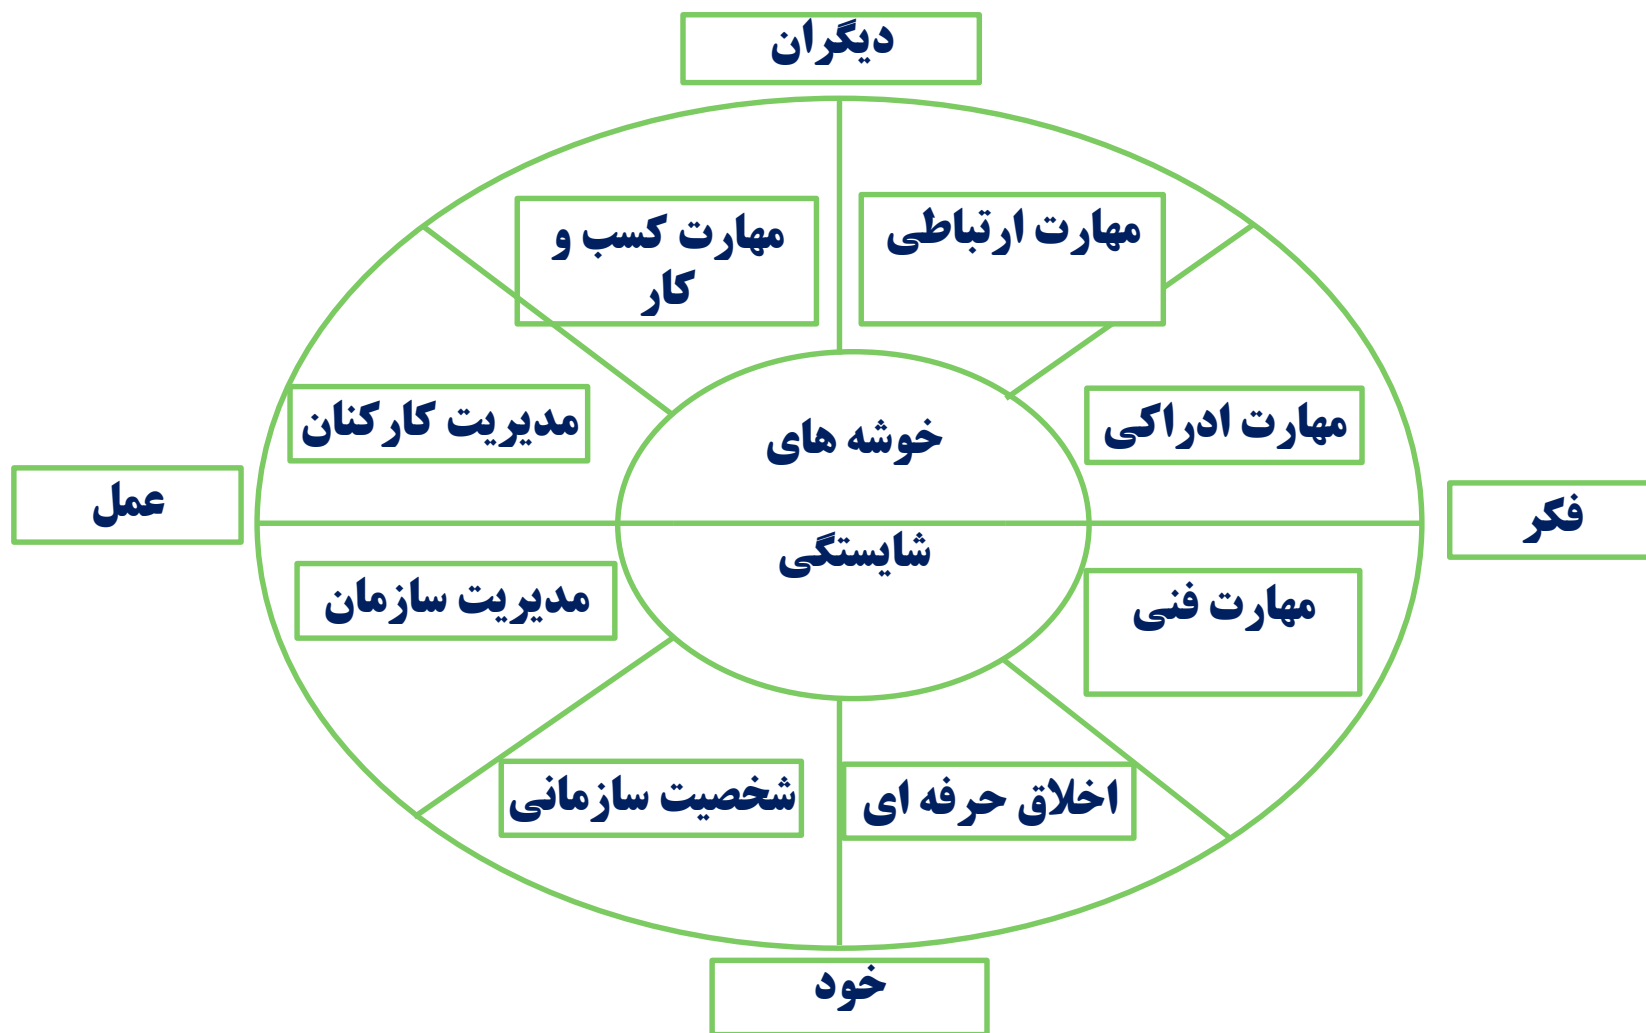 دیگران
مهارت ارتباطی
مهارت کسب و
کار
مهارت ادراکی
مدیریت کارکنان
خوشه های
شایستگی
فکر
عمل
مهارت فنی
مدیریت سازمان
اخلاق حرفه ای
شخصیت سازمانی
خود